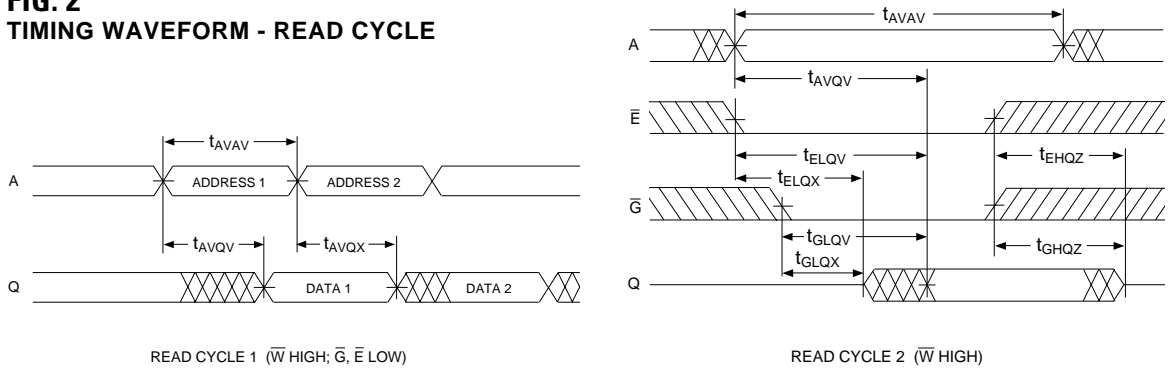 FIG. 2
TIMING WAVEFORM - READ CYCLE
tAVAV
A
ADDRESS 1
ADDRESS 2
tAVQV
tAVQX
Q
DATA 1
DATA 2
READ CYCLE 1 (W̅ HIGH; G̅, E̅ LOW)
tAVAV
A
tAVQV
E̅
tELQV
tEHQZ
tELQX
G̅
tGLQV
tGHQZ
tGLQX
Q
READ CYCLE 2 (W̅ HIGH)